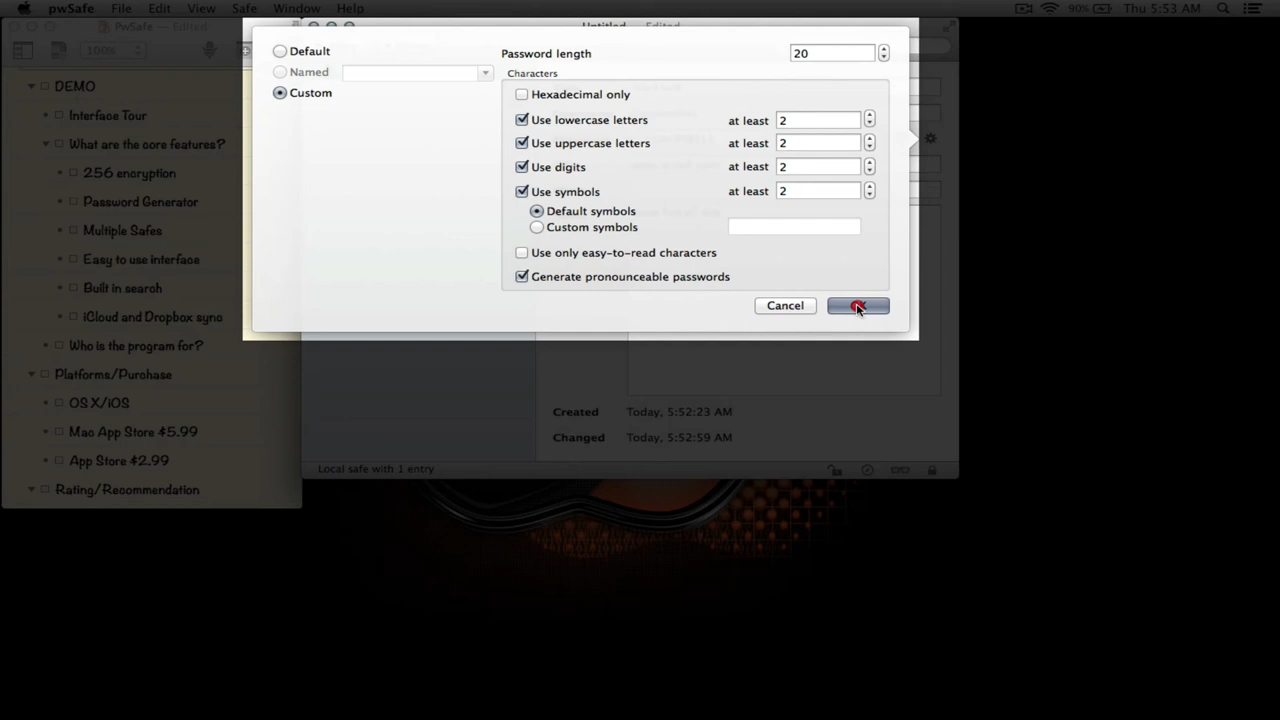 pwSafe File Edit View Safe Window Help 90% Thu 5:53 AM
PwSafe — Edited
Untitled — Edited
100%
DEMO
Interface Tour
What are the core features?
256 encryption
Password Generator
Multiple Safes
Easy to use interface
Built in search
iCloud and Dropbox sync
Who is the program for?
Platforms/Purchase
OS X/iOS
Mac App Store $5.99
App Store $2.99
Rating/Recommendation
Default
Named
Custom
Password length 20
Characters
Hexadecimal only
Use lowercase letters at least 2
Use uppercase letters at least 2
Use digits at least 2
Use symbols at least 2
Default symbols
Custom symbols
Use only easy-to-read characters
Generate pronounceable passwords
Cancel
Created Today, 5:52:23 AM
Changed Today, 5:52:59 AM
Local safe with 1 entry